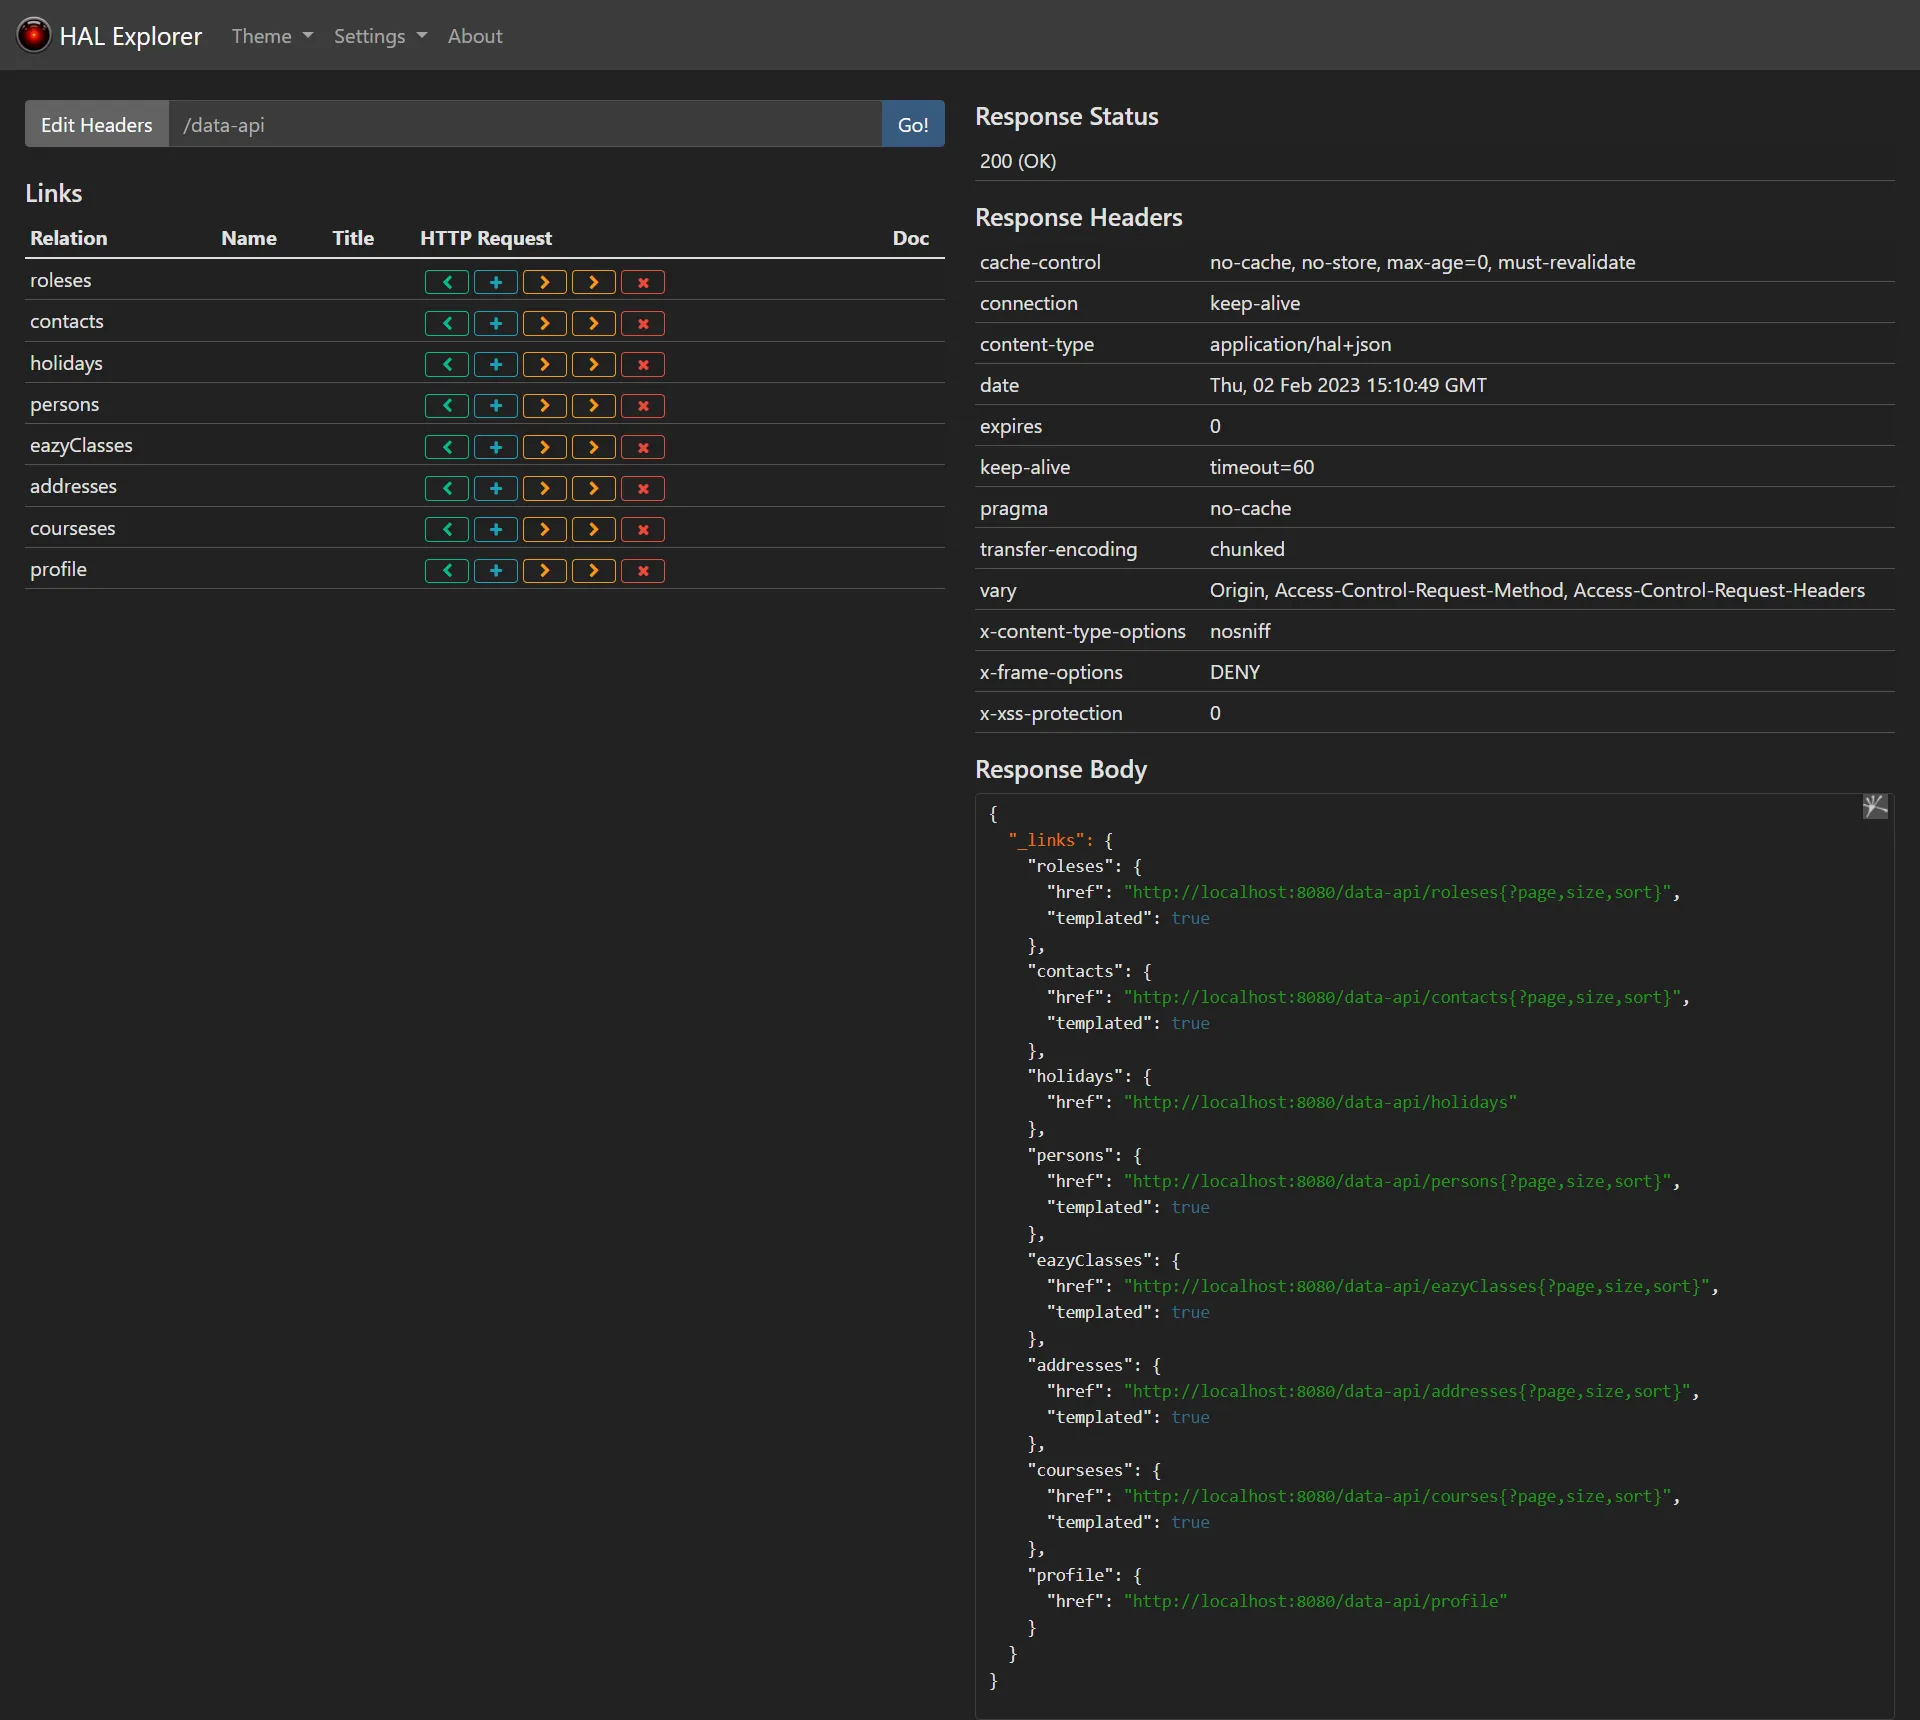 HAL Explorer Theme Settings About
Edit Headers /data-api Go!
Links
Relation Name Title HTTP Request Doc
roleses
contacts
holidays
persons
eazyClasses
addresses
courseses
profile
Response Status
200 (OK)
Response Headers
cache-control no-cache, no-store, max-age=0, must-revalidate
connection keep-alive
content-type application/hal+json
date Thu, 02 Feb 2023 15:10:49 GMT
expires 0
keep-alive timeout=60
pragma no-cache
transfer-encoding chunked
vary Origin, Access-Control-Request-Method, Access-Control-Request-Headers
x-content-type-options nosniff
x-frame-options DENY
x-xss-protection 0
Response Body
{
  "_links": {
    "roleses": {
      "href": "http://localhost:8080/data-api/roleses{?page,size,sort}",
      "templated": true
    },
    "contacts": {
      "href": "http://localhost:8080/data-api/contacts{?page,size,sort}",
      "templated": true
    },
    "holidays": {
      "href": "http://localhost:8080/data-api/holidays"
    },
    "persons": {
      "href": "http://localhost:8080/data-api/persons{?page,size,sort}",
      "templated": true
    },
    "eazyClasses": {
      "href": "http://localhost:8080/data-api/eazyClasses{?page,size,sort}",
      "templated": true
    },
    "addresses": {
      "href": "http://localhost:8080/data-api/addresses{?page,size,sort}",
      "templated": true
    },
    "courseses": {
      "href": "http://localhost:8080/data-api/courses{?page,size,sort}",
      "templated": true
    },
    "profile": {
      "href": "http://localhost:8080/data-api/profile"
    }
  }
}